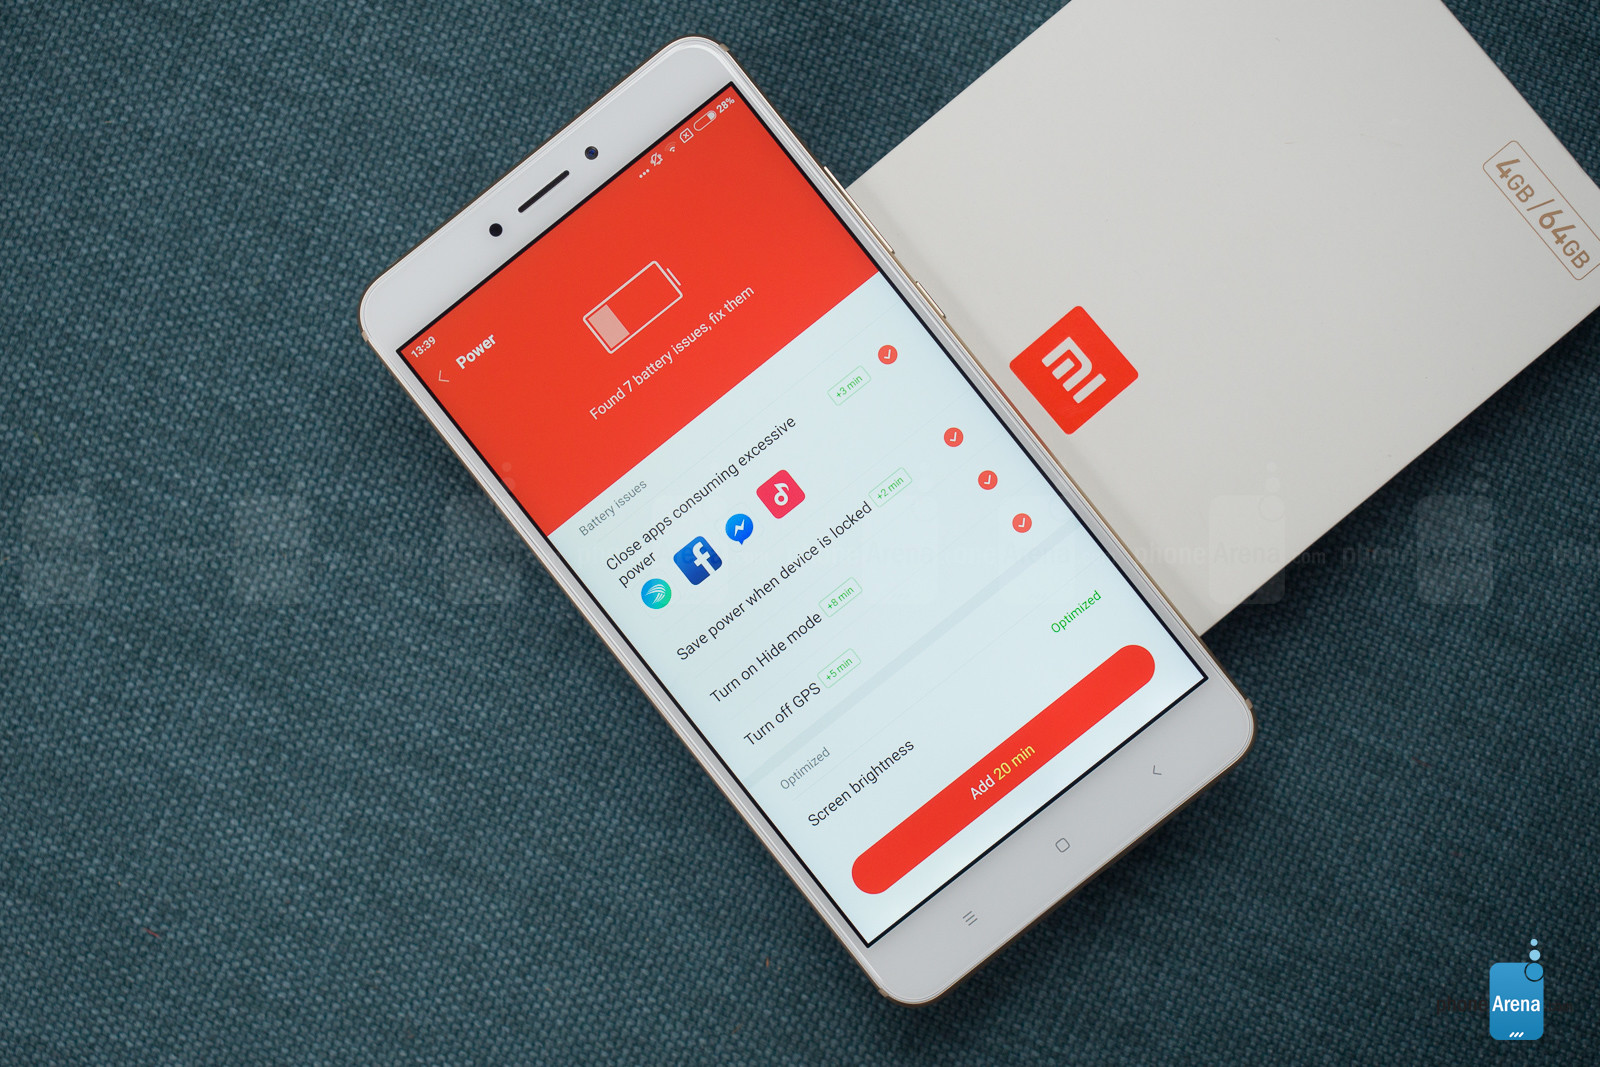 13:39
28%
Power
Found 7 battery issues, fix them
Battery issues
Close apps consuming excessive
power
+3 min
Save power when device is locked
+2 min
Turn on Hide mode
+8 min
Turn off GPS
+5 min
Optimized
Screen brightness
Optimized
Add 20 min
4GB/64GB
mi
phoneArena.com
phoneArena